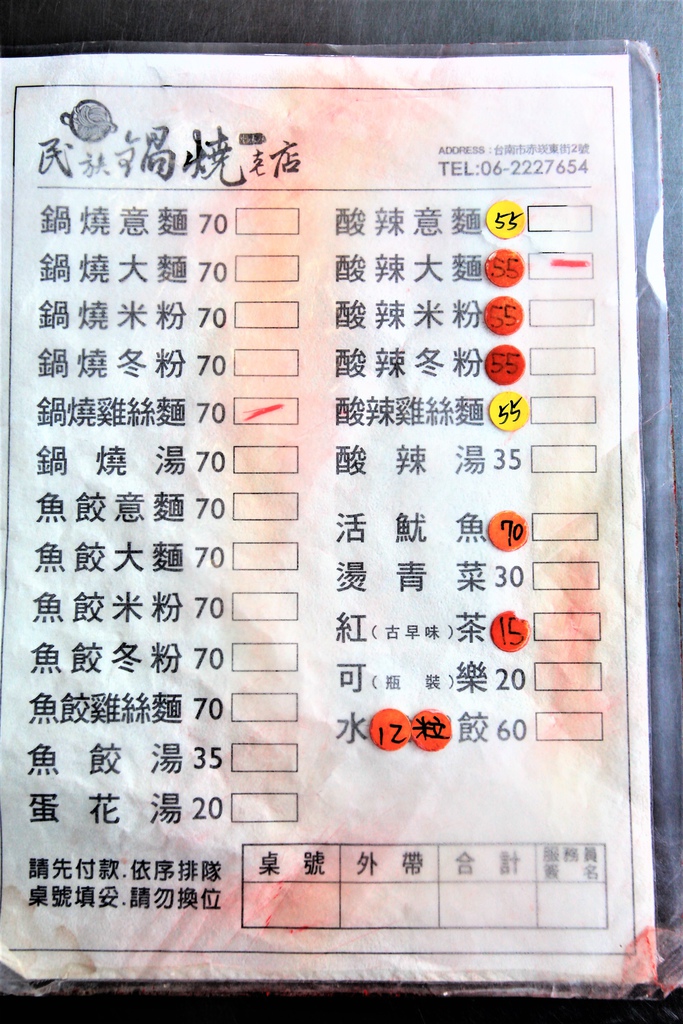 民族鍋燒老店
ADDRESS：台南市赤崁東街2號
TEL:06-2227654
鍋燒意麵 70
鍋燒大麵 70
鍋燒米粉 70
鍋燒冬粉 70
鍋燒雞絲麵 70
鍋燒湯 70
魚餃意麵 70
魚餃大麵 70
魚餃米粉 70
魚餃冬粉 70
魚餃雞絲麵 70
魚餃湯 35
蛋花湯 20
酸辣意麵 55
酸辣大麵 55
酸辣米粉 55
酸辣冬粉 55
酸辣雞絲麵 55
酸辣湯 35
活魷魚 70
燙青菜 30
紅(古早味)茶 15
可(瓶裝)樂 20
水12粒餃 60
請先付款.依序排隊
桌號填妥.請勿換位
桌號 外帶 合計 服務員簽名